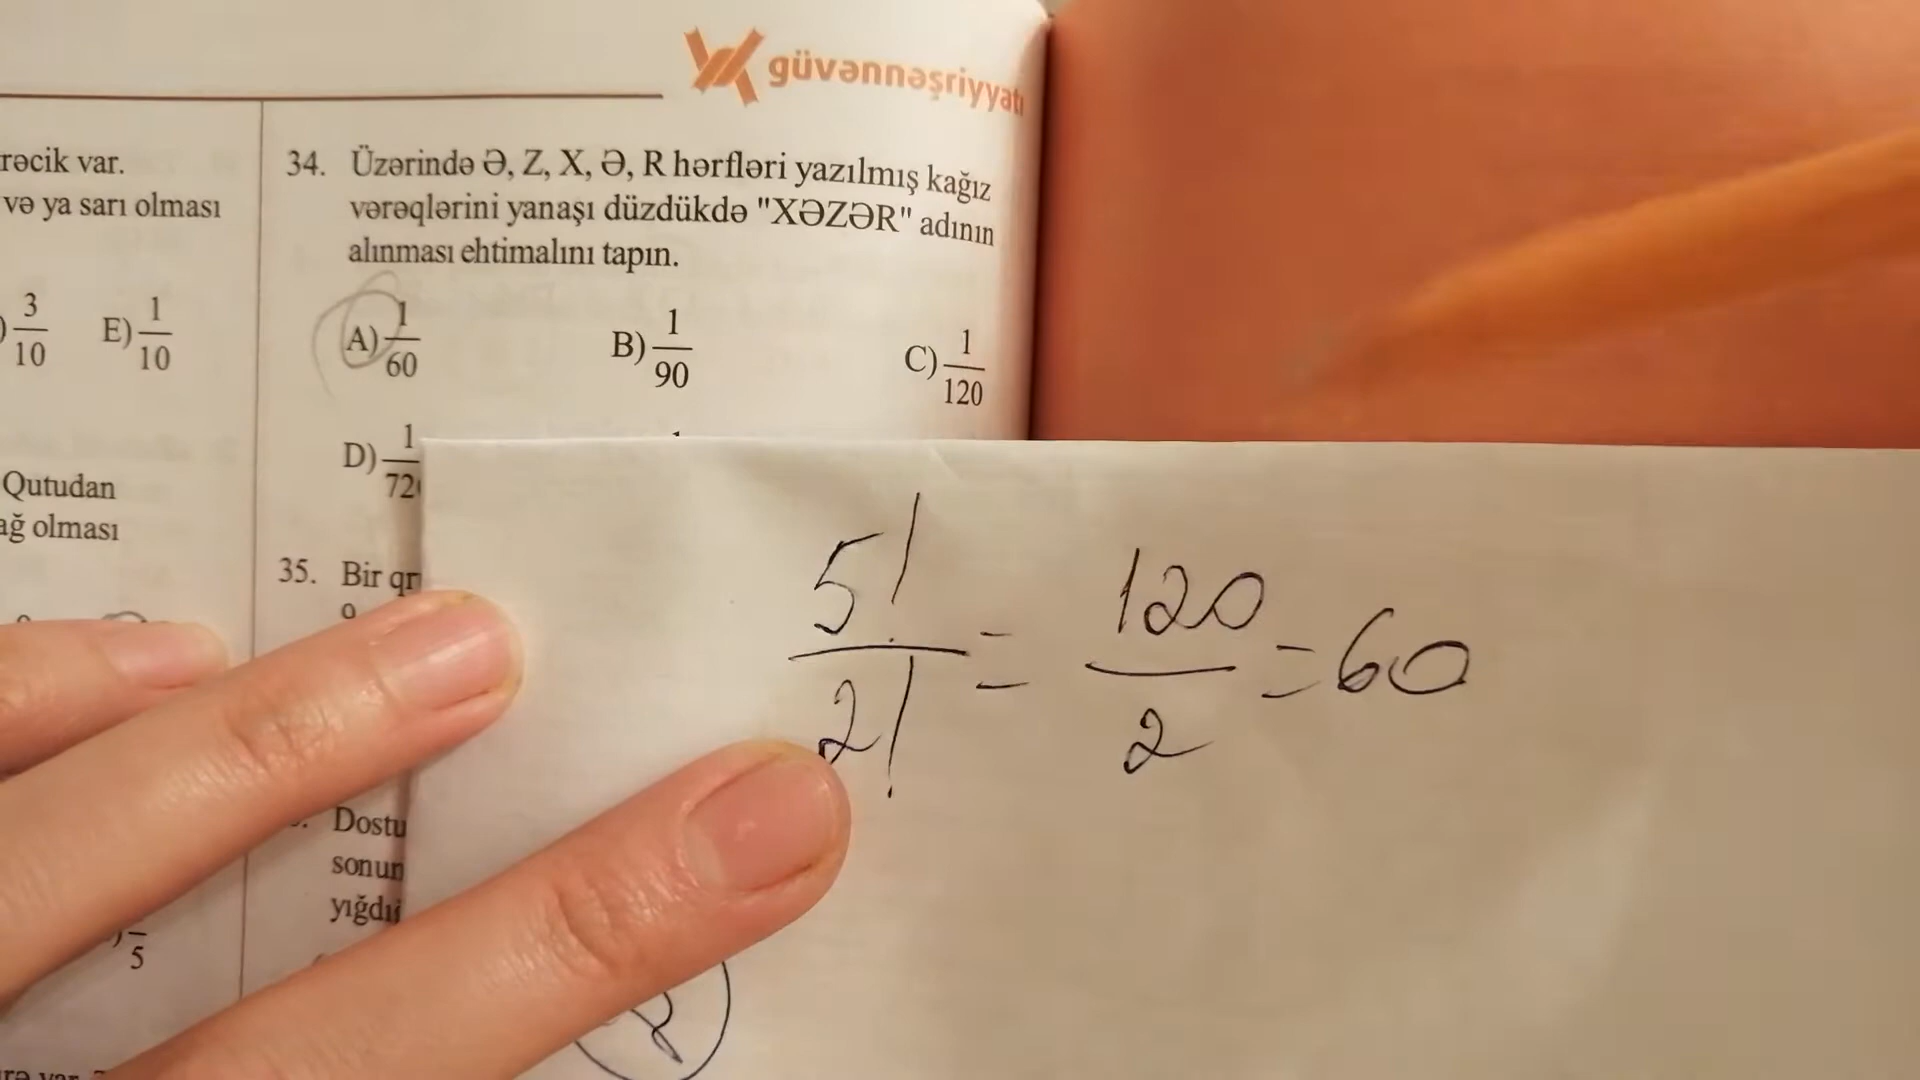 güvənnəşriyyatı
rəcik var.
və ya sarı olması
3/10 E) 1/10
Qutudan
ağ olması
5
34. Üzərində Ə, Z, X, Ə, R hərfləri yazılmış kağız
vərəqlərini yanaşı düzdükdə "XƏZƏR" adının
alınması ehtimalını tapın.
A) 1/60 B) 1/90 C) 1/120
D) 1/72
35. Bir qr
Dostu
sonun
yığdı
5!/2! = 120/2 = 60